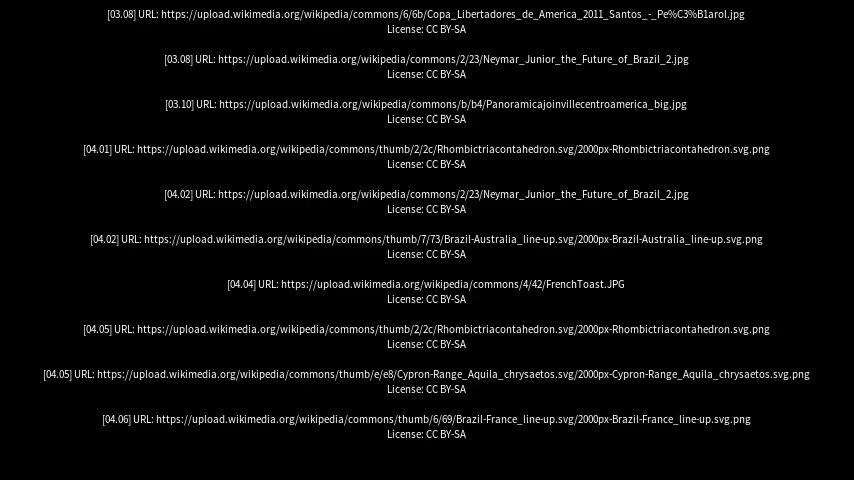 [03.08] URL: https://upload.wikimedia.org/wikipedia/commons/6/6b/Copa_Libertadores_de_America_2011_Santos_-_Pe%C3%B1arol.jpg
License: CC BY-SA
[03.08] URL: https://upload.wikimedia.org/wikipedia/commons/2/23/Neymar_Junior_the_Future_of_Brazil_2.jpg
License: CC BY-SA
[03.10] URL: https://upload.wikimedia.org/wikipedia/commons/b/b4/Panoramicajoinvillecentroamerica_big.jpg
License: CC BY-SA
[04.01] URL: https://upload.wikimedia.org/wikipedia/commons/thumb/2/2c/Rhombictriacontahedron.svg/2000px-Rhombictriacontahedron.svg.png
License: CC BY-SA
[04.02] URL: https://upload.wikimedia.org/wikipedia/commons/2/23/Neymar_Junior_the_Future_of_Brazil_2.jpg
License: CC BY-SA
[04.02] URL: https://upload.wikimedia.org/wikipedia/commons/thumb/7/73/Brazil-Australia_line-up.svg/2000px-Brazil-Australia_line-up.svg.png
License: CC BY-SA
[04.04] URL: https://upload.wikimedia.org/wikipedia/commons/4/42/FrenchToast.JPG
License: CC BY-SA
[04.05] URL: https://upload.wikimedia.org/wikipedia/commons/thumb/2/2c/Rhombictriacontahedron.svg/2000px-Rhombictriacontahedron.svg.png
License: CC BY-SA
[04.05] URL: https://upload.wikimedia.org/wikipedia/commons/thumb/e/e8/Cypron-Range_Aquila_chrysaetos.svg/2000px-Cypron-Range_Aquila_chrysaetos.svg.png
License: CC BY-SA
[04.06] URL: https://upload.wikimedia.org/wikipedia/commons/thumb/6/69/Brazil-France_line-up.svg/2000px-Brazil-France_line-up.svg.png
License: CC BY-SA